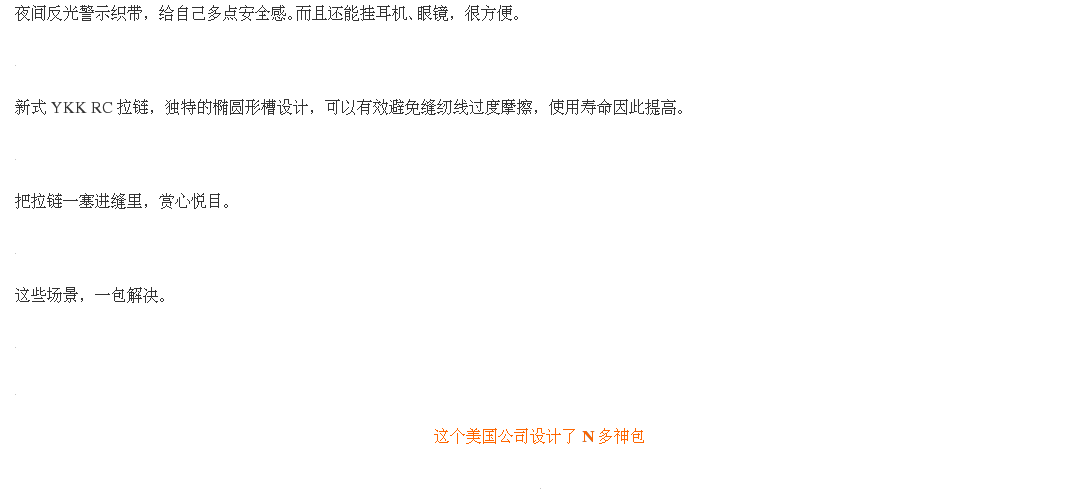 夜间反光警示织带，给自己多点安全感。而且还能挂耳机、眼镜，很方便。
新式 YKK RC 拉链，独特的椭圆形槽设计，可以有效避免缝纫线过度摩擦，使用寿命因此提高。
把拉链一塞进缝里，赏心悦目。
这些场景，一包解决。
这个美国公司设计了 N 多神包